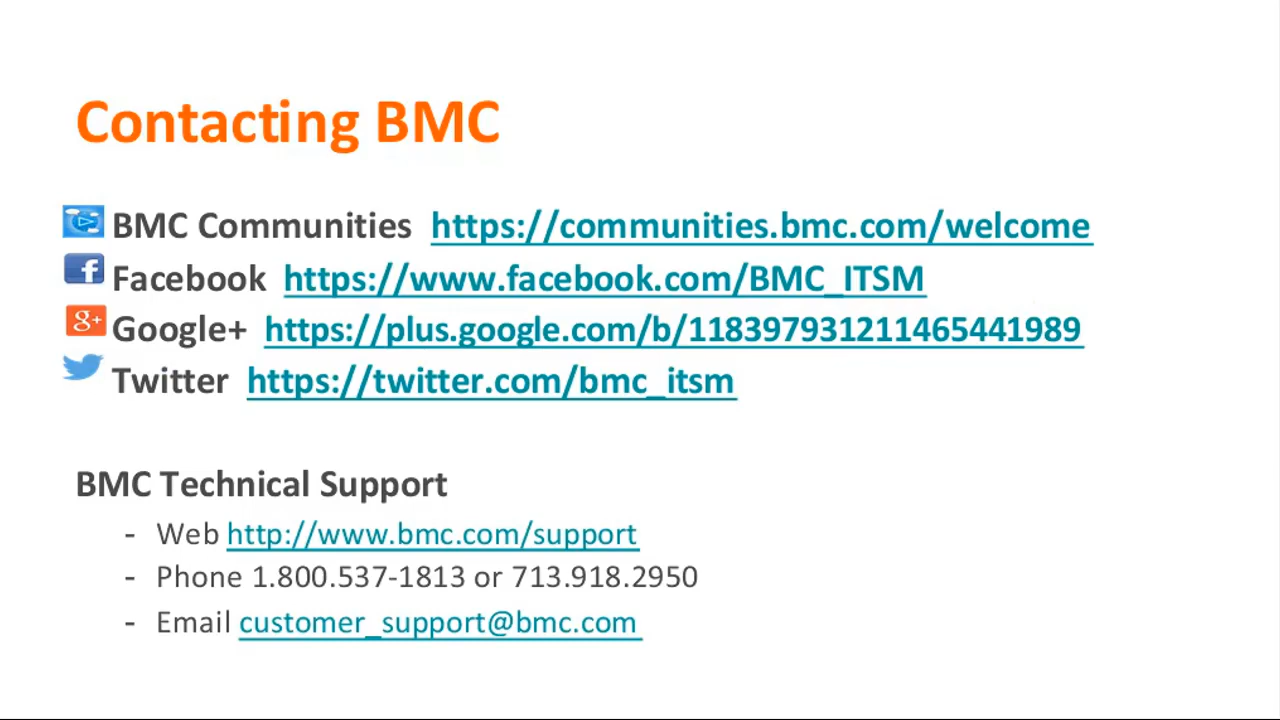 Contacting BMC
BMC Communities https://communities.bmc.com/welcome
Facebook https://www.facebook.com/BMC_ITSM
g+ Google+ https://plus.google.com/b/118397931211465441989
Twitter https://twitter.com/bmc_itsm
BMC Technical Support
- Web http://www.bmc.com/support
- Phone 1.800.537-1813 or 713.918.2950
- Email customer_support@bmc.com